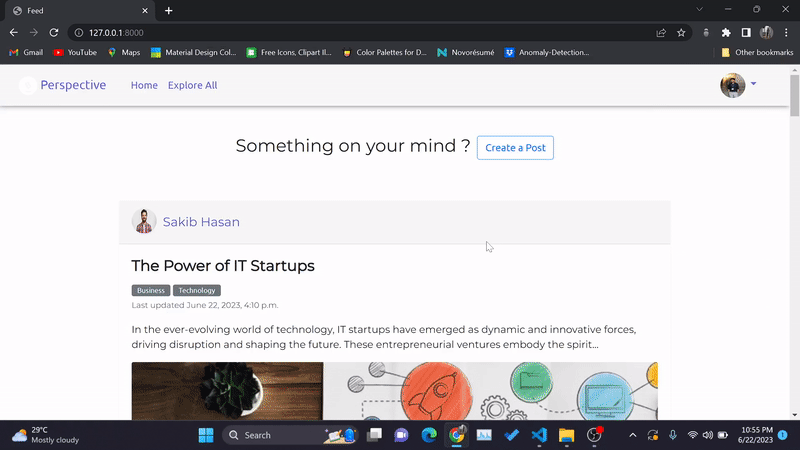 Feed
127.0.0.1:8000
Gmail
YouTube
Maps
Material Design Col...
Free Icons, Clipart Il...
Color Palettes for D...
Novorésumé
Anomaly-Detection...
Other bookmarks
Perspective
Home
Explore All
Something on your mind ?
Create a Post
Sakib Hasan
The Power of IT Startups
Business
Technology
Last updated June 22, 2023, 4:10 p.m.
In the ever-evolving world of technology, IT startups have emerged as dynamic and innovative forces,
driving disruption and shaping the future. These entrepreneurial ventures embody the spirit...
29°C
Mostly cloudy
Search
10:55 PM
6/22/2023